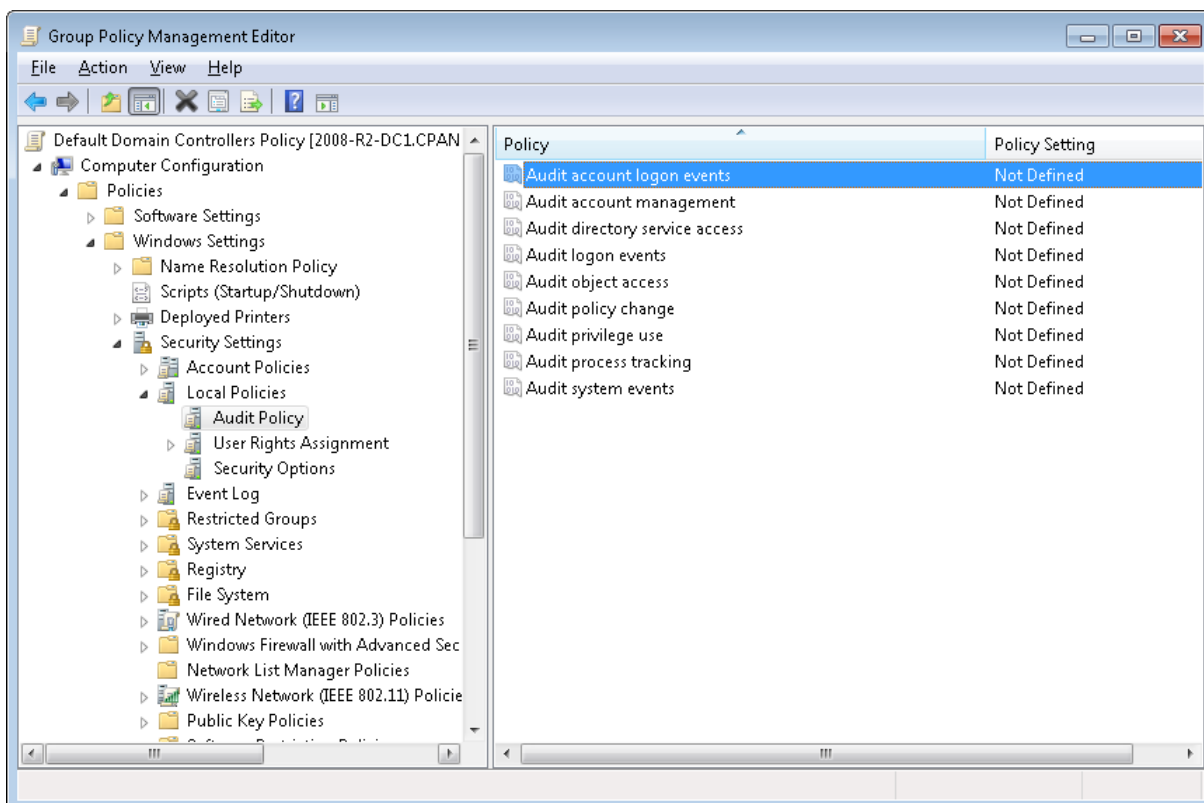 Group Policy Management Editor
File Action View Help
Default Domain Controllers Policy [2008-R2-DC1.CPAN
Computer Configuration
Policies
Software Settings
Windows Settings
Name Resolution Policy
Scripts (Startup/Shutdown)
Deployed Printers
Security Settings
Account Policies
Local Policies
Audit Policy
User Rights Assignment
Security Options
Event Log
Restricted Groups
System Services
Registry
File System
Wired Network (IEEE 802.3) Policies
Windows Firewall with Advanced Sec
Network List Manager Policies
Wireless Network (IEEE 802.11) Policie
Public Key Policies
Policy Policy Setting
Audit account logon events Not Defined
Audit account management Not Defined
Audit directory service access Not Defined
Audit logon events Not Defined
Audit object access Not Defined
Audit policy change Not Defined
Audit privilege use Not Defined
Audit process tracking Not Defined
Audit system events Not Defined